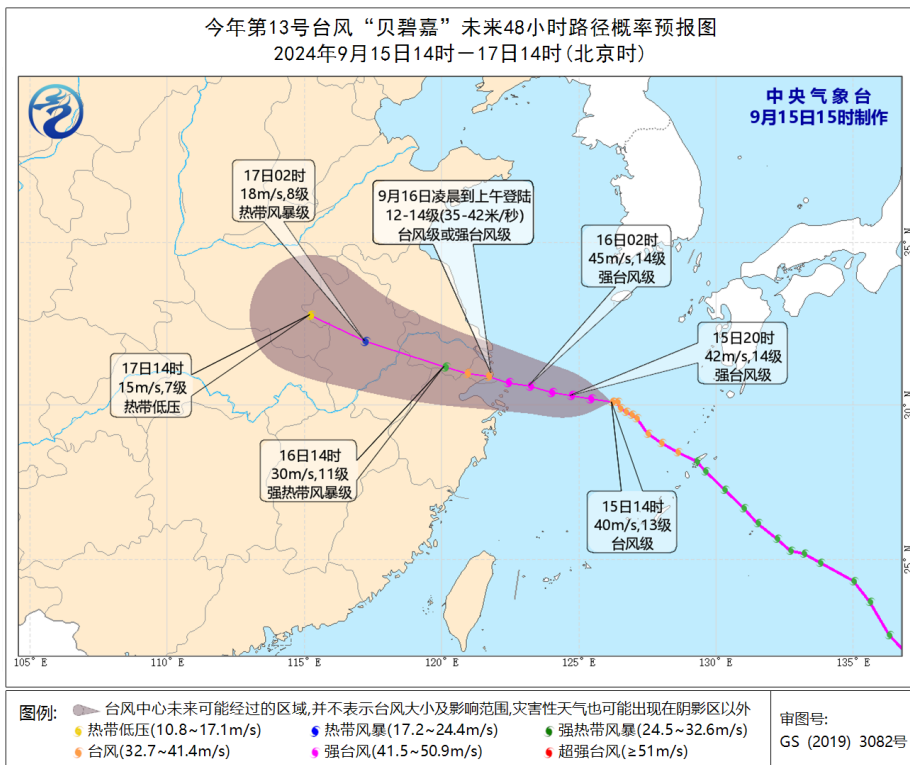 今年第13号台风“贝碧嘉”未来48小时路径概率预报图
2024年9月15日14时－17日14时(北京时)
中央气象台
9月15日15时制作
17日02时
18m/s,8级
热带风暴级
9月16日凌晨到上午登陆
12-14级(35-42米/秒)
台风级或强台风级
16日02时
45m/s,14级
强台风级
35° N
15日20时
42m/s,14级
强台风级
17日14时
15m/s,7级
热带低压
30° N
16日14时
30m/s,11级
强热带风暴级
15日14时
40m/s,13级
台风级
25° N
105° E
110° E
115° E
120° E
125° E
130° E
135° E
图例:
台风中心未来可能经过的区域,并不表示台风大小及影响范围,灾害性天气也可能出现在阴影区以外
热带低压(10.8~17.1m/s)
热带风暴(17.2~24.4m/s)
强热带风暴(24.5~32.6m/s)
台风(32.7~41.4m/s)
强台风(41.5~50.9m/s)
超强台风(≥51m/s)
审图号:
GS (2019) 3082号